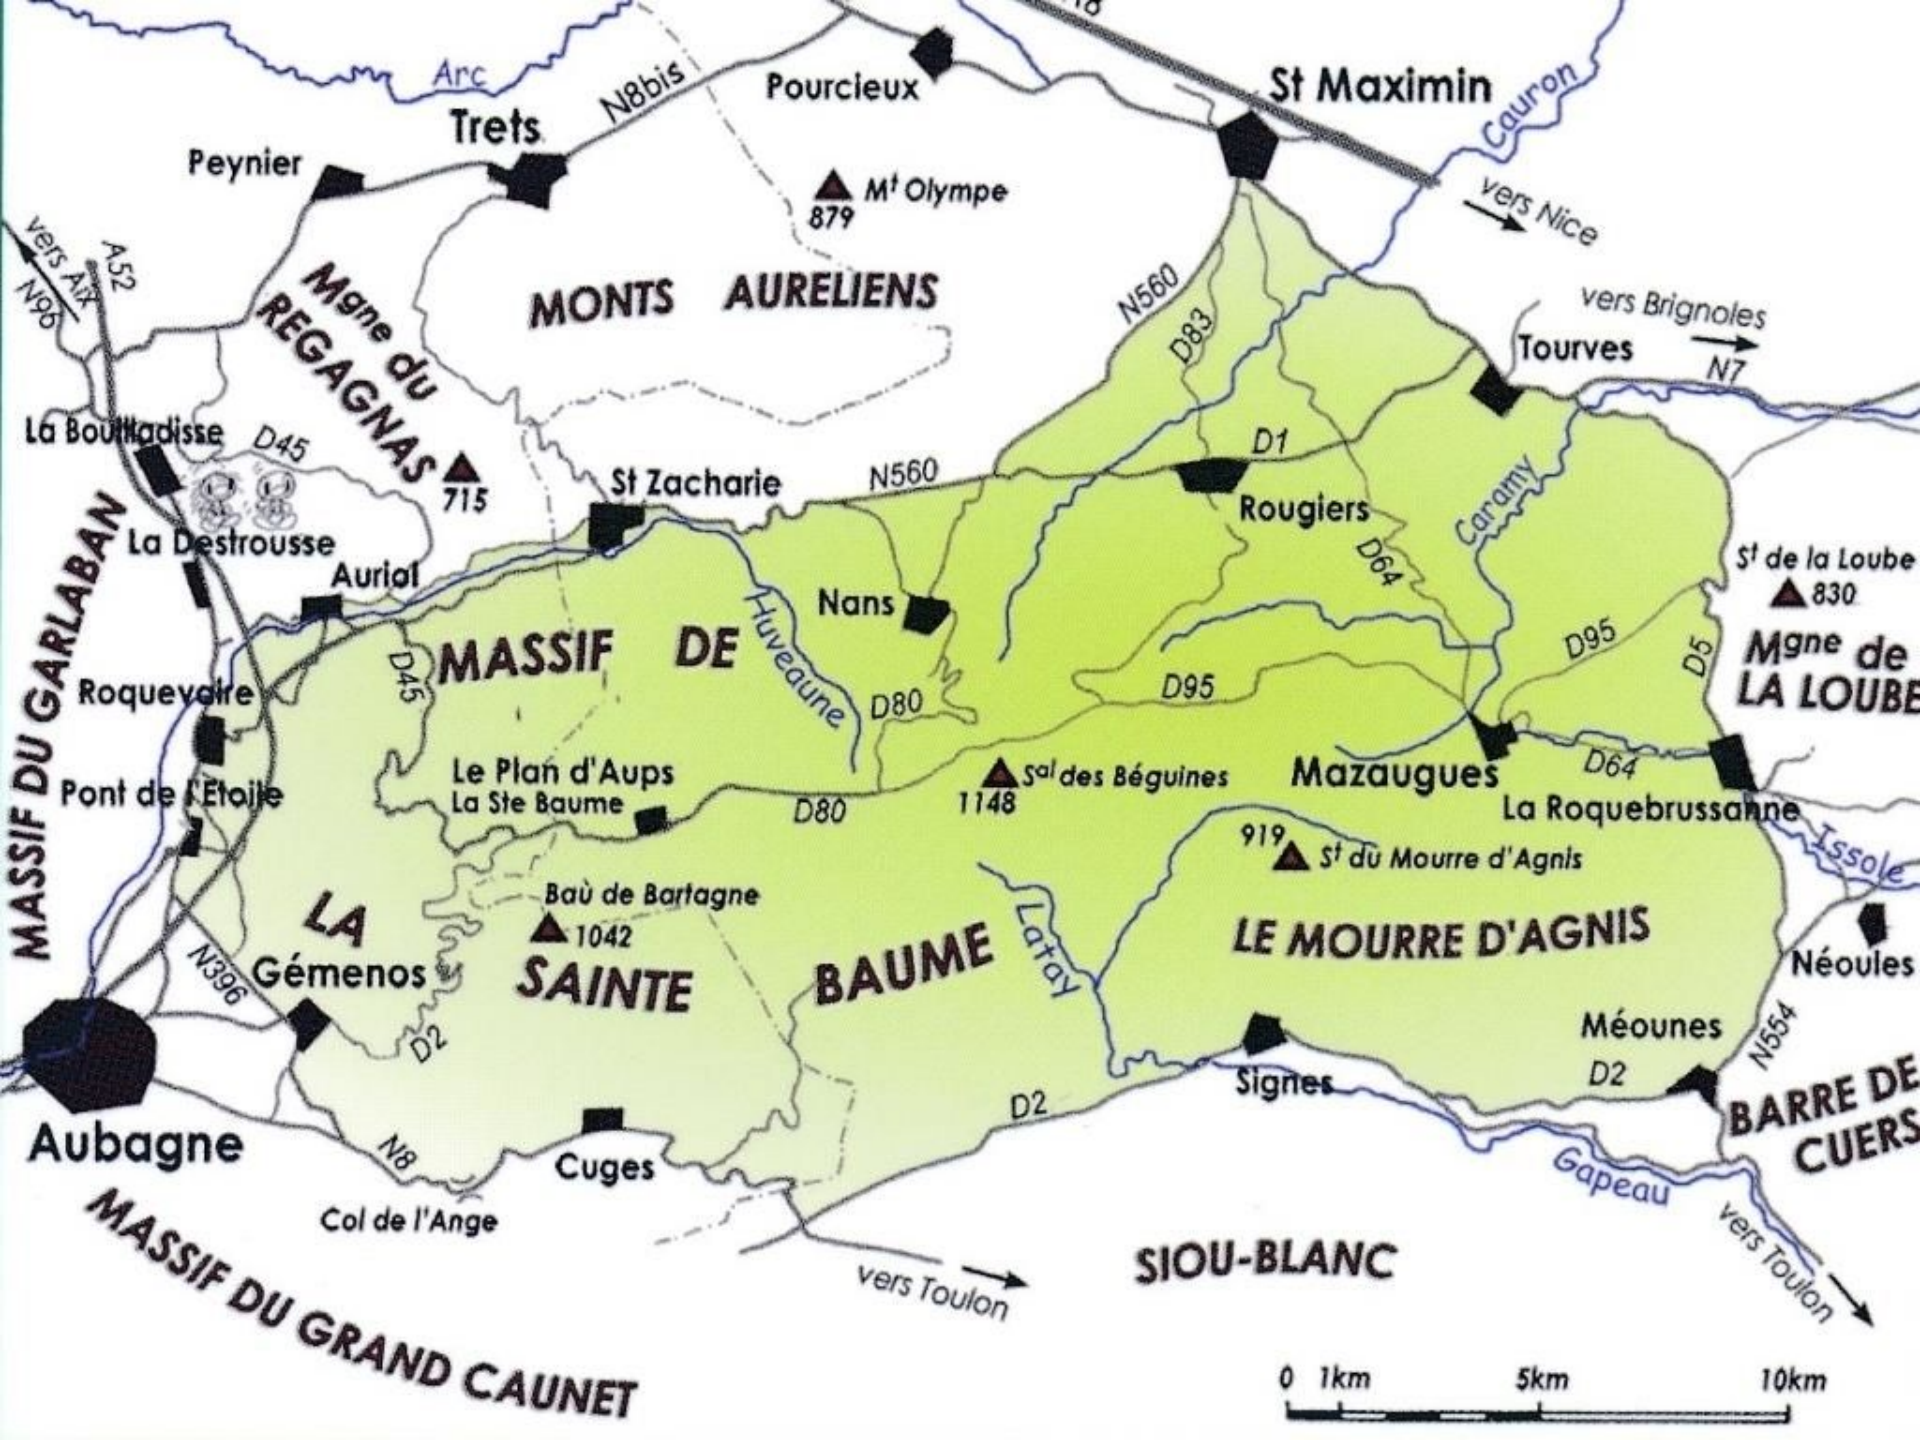 Arc
N8bis
Pourcieux
St Maximin
Cauron
Trets
Peynier
Mt Olympe
879
vers Nice
vers Aix
N96
A52
Mgne du
REGAGNAS
MONTS AURELIENS
N560
D83
vers Brignoles
N7
Tourves
La Bouilladisse
D45
715
St Zacharie
N560
D1
Rougiers
Caramy
D64
La Destrousse
Auriol
Nans
St de la Loube
830
Mgne de
LA LOUBE
MASSIF DU GARLABAN
D45
MASSIF DE
Huveaune
D95
D5
Roquevaire
D80
D95
Pont de l'Etoile
Le Plan d'Aups
La Ste Baume
D80
Sal des Béguines
1148
Mazaugues
D64
La Roquebrussanne
919
St du Mourre d'Agnis
Issole
Baù de Bartagne
1042
LA
SAINTE
BAUME
Latay
LE MOURRE D'AGNIS
Néoules
N396
Gémenos
D2
Méounes
N554
D2
Signes
D2
BARRE DE
CUERS
Aubagne
N8
Cuges
Col de l'Ange
Gapeau
vers Toulon
MASSIF DU GRAND CAUNET
vers Toulon
SIOU-BLANC
0 1km 5km 10km